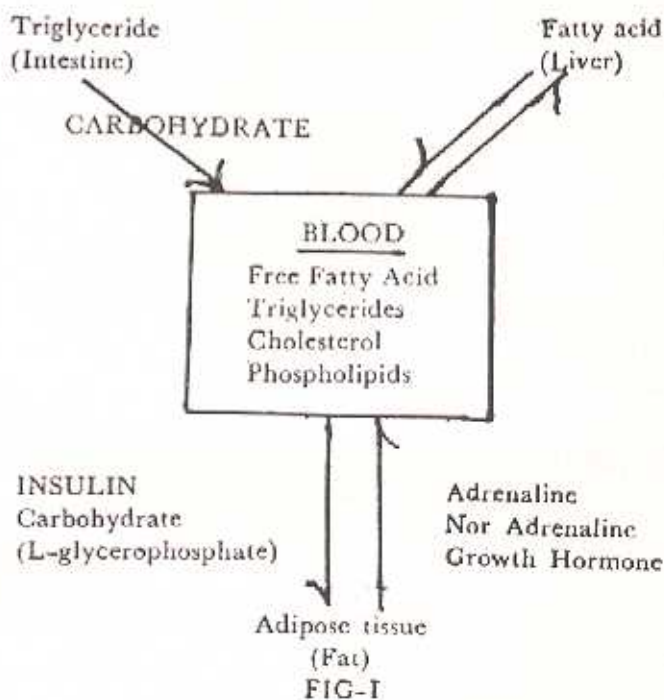 Triglyceride
(Intestine)
Fatty acid
(Liver)
CARBOHYDRATE
BLOOD
Free Fatty Acid
Triglycerides
Cholesterol
Phospholipids
INSULIN
Carbohydrate
(L-glycerophosphate)
Adrenaline
Nor Adrenaline
Growth Hormone
Adipose tissue
(Fat)
FIG-I